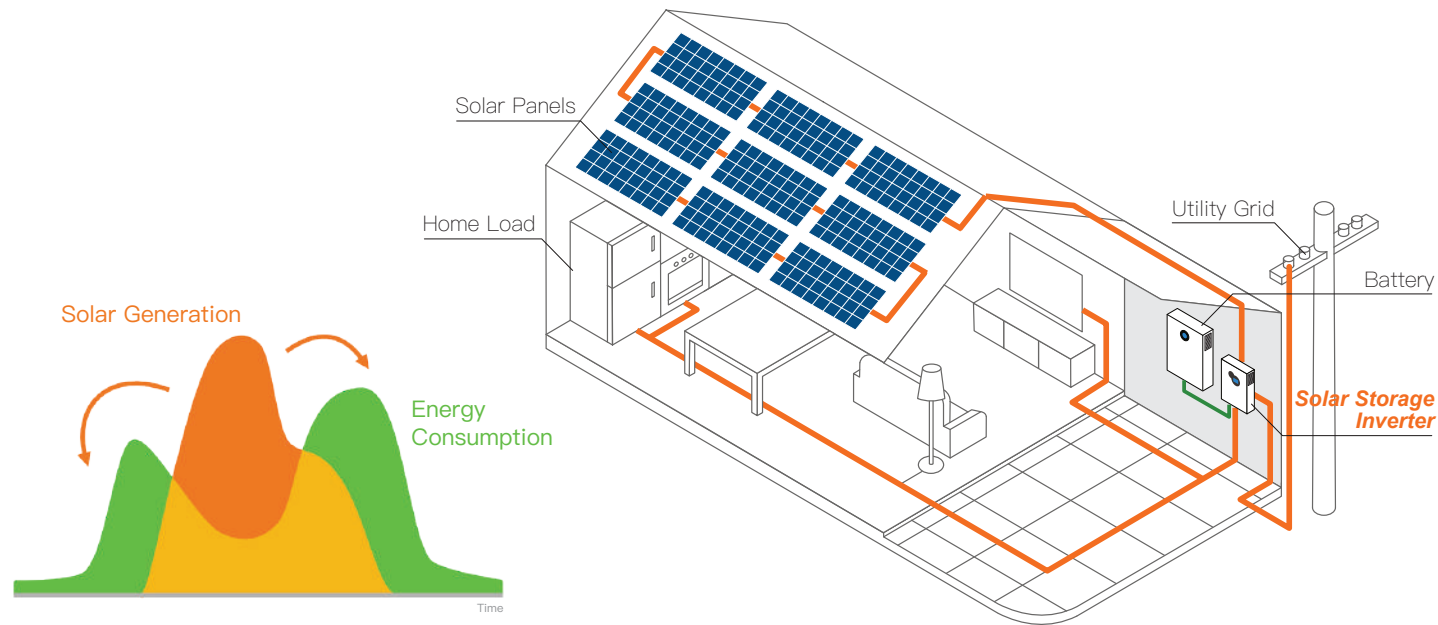 Solar Generation
Energy
Consumption
Time
Solar Panels
Home Load
Utility Grid
Battery
Solar Storage
Inverter